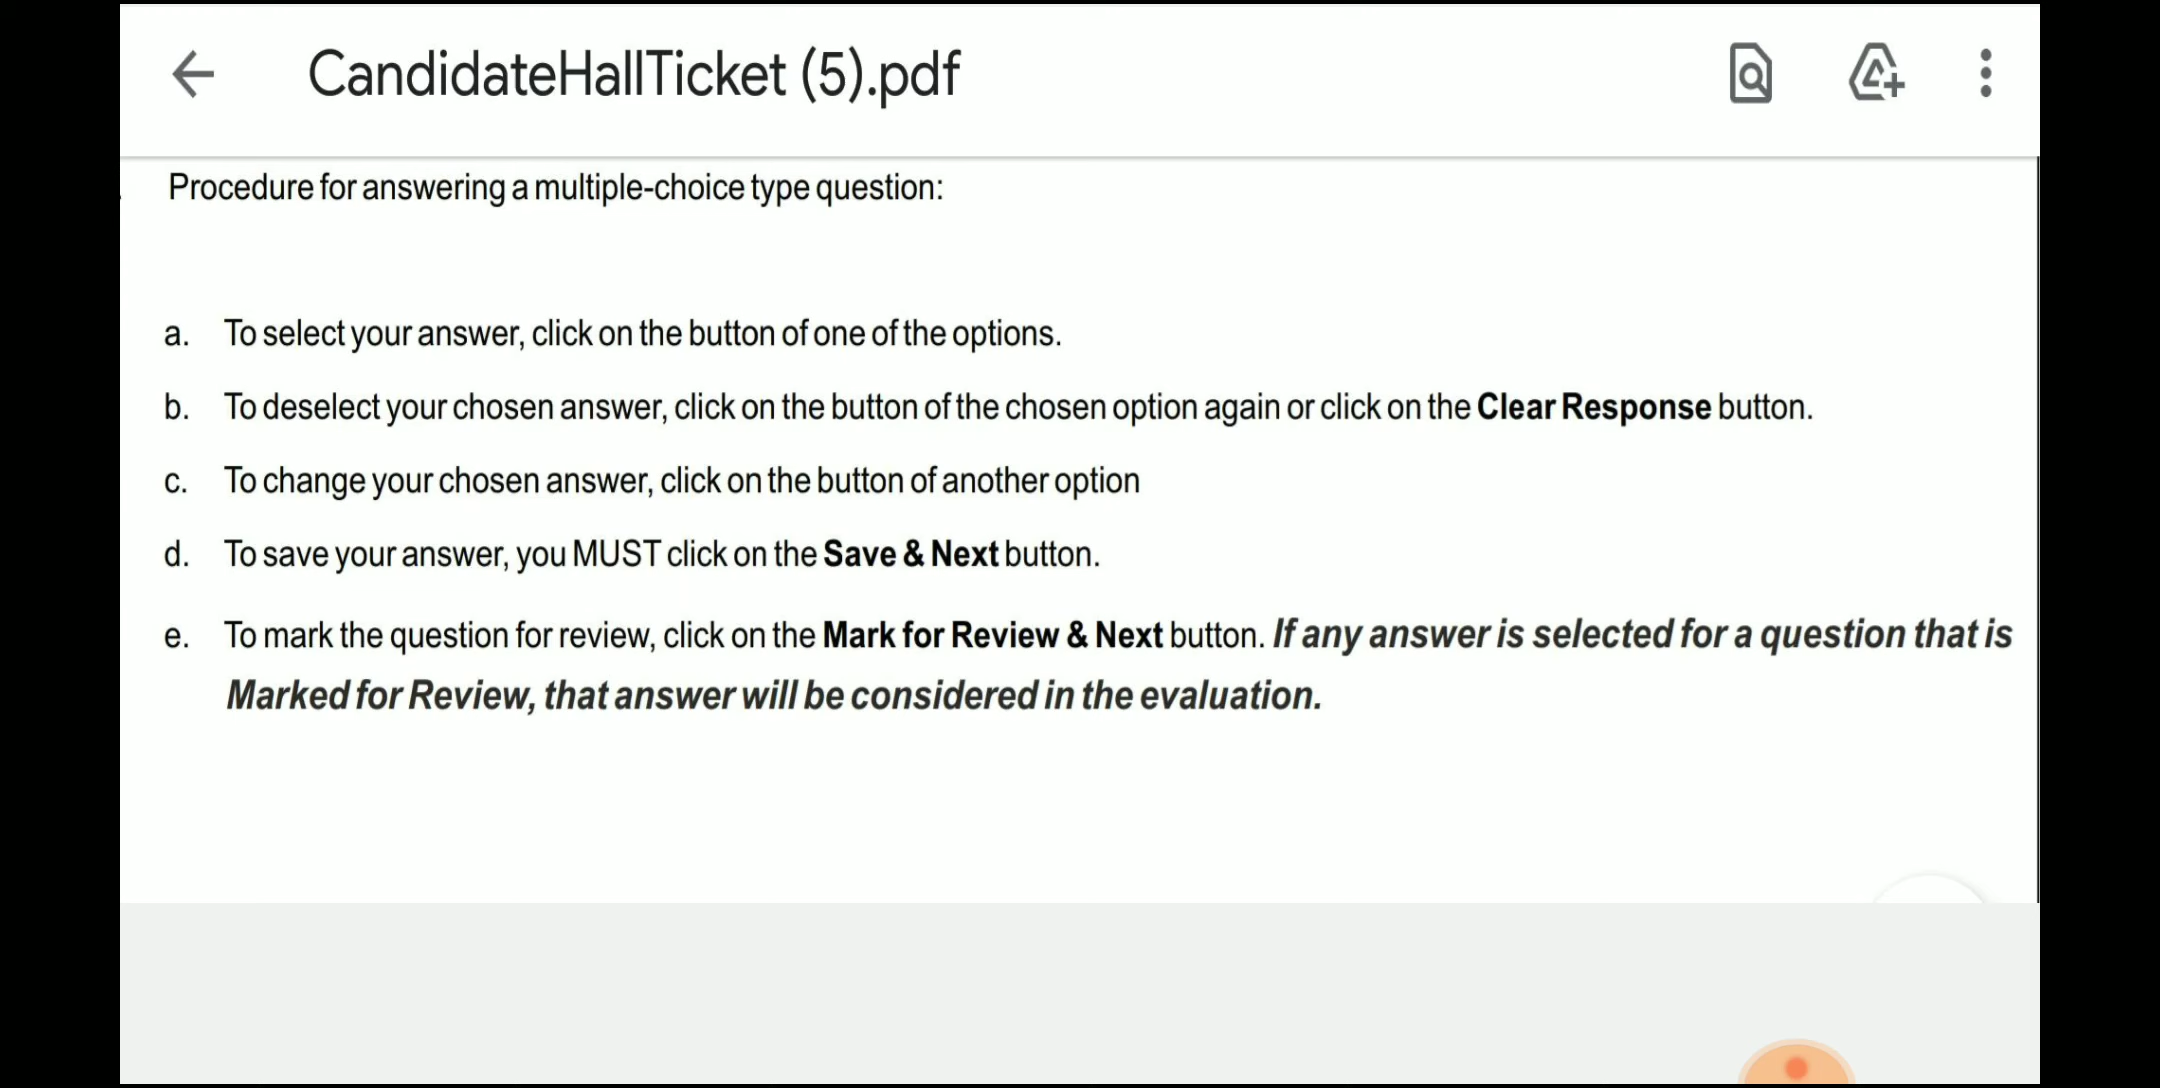 CandidateHallTicket (5).pdf
Procedure for answering a multiple-choice type question:
a. To select your answer, click on the button of one of the options.
b. To deselect your chosen answer, click on the button of the chosen option again or click on the Clear Response button.
c. To change your chosen answer, click on the button of another option
d. To save your answer, you MUST click on the Save & Next button.
e. To mark the question for review, click on the Mark for Review & Next button. If any answer is selected for a question that is
Marked for Review, that answer will be considered in the evaluation.